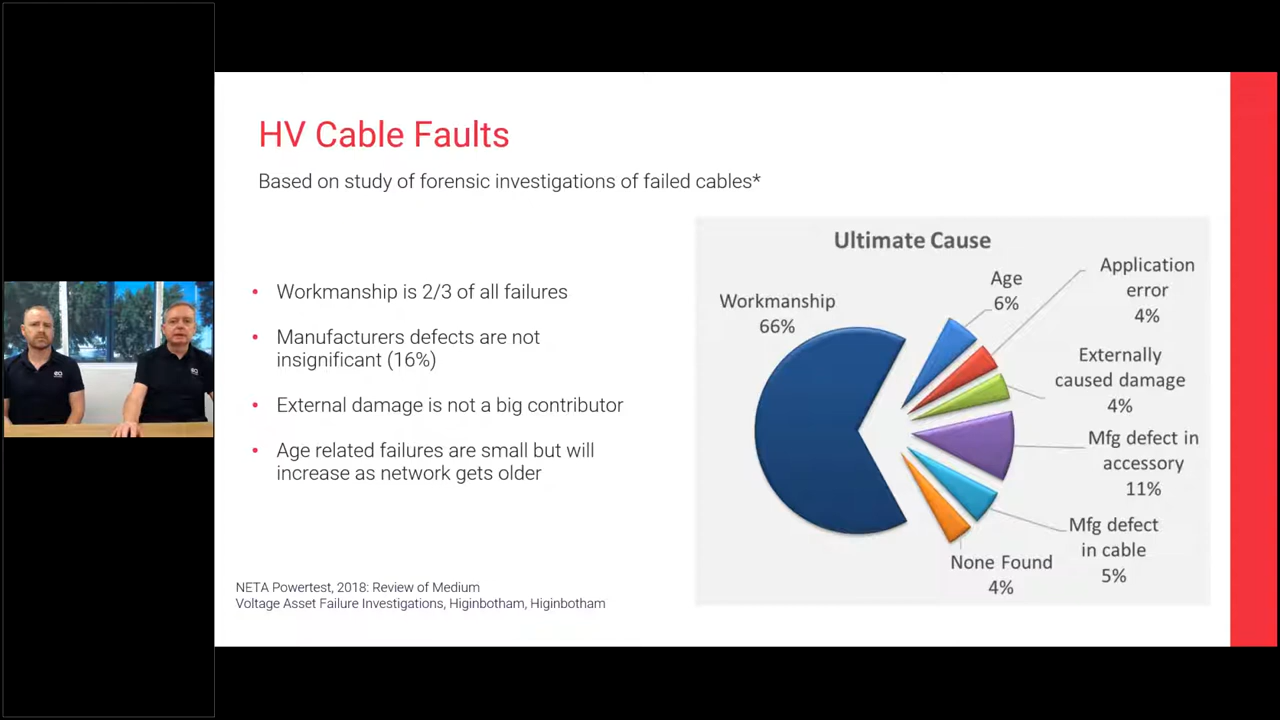 HV Cable Faults
Based on study of forensic investigations of failed cables*
• Workmanship is 2/3 of all failures
• Manufacturers defects are not
insignificant (16%)
• External damage is not a big contributor
• Age related failures are small but will
increase as network gets older
NETA Powertest, 2018: Review of Medium
Voltage Asset Failure Investigations, Higinbotham, Higinbotham
Ultimate Cause
Workmanship
66%
Age
6%
Application
error
4%
Externally
caused damage
4%
Mfg defect in
accessory
11%
Mfg defect
in cable
5%
None Found
4%